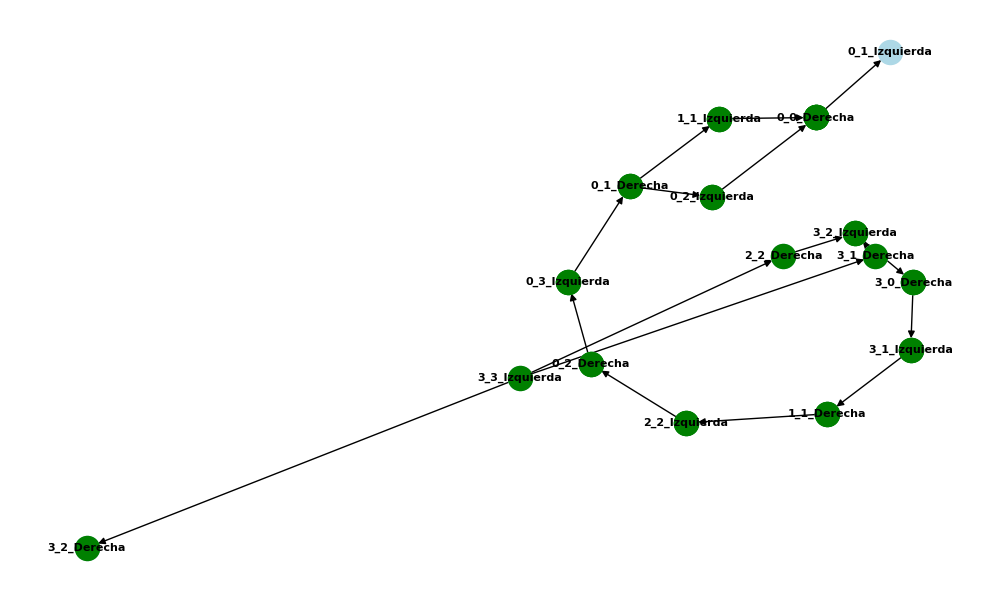 0_1_Izquierda
1_1_Izquierda
0_0_Derecha
0_1_Derecha
0_2_Izquierda
3_2_Izquierda
2_2_Derecha
3_1_Derecha
0_3_Izquierda
3_0_Derecha
3_1_Izquierda
0_2_Derecha
3_3_Izquierda
1_1_Derecha
2_2_Izquierda
3_2_Derecha